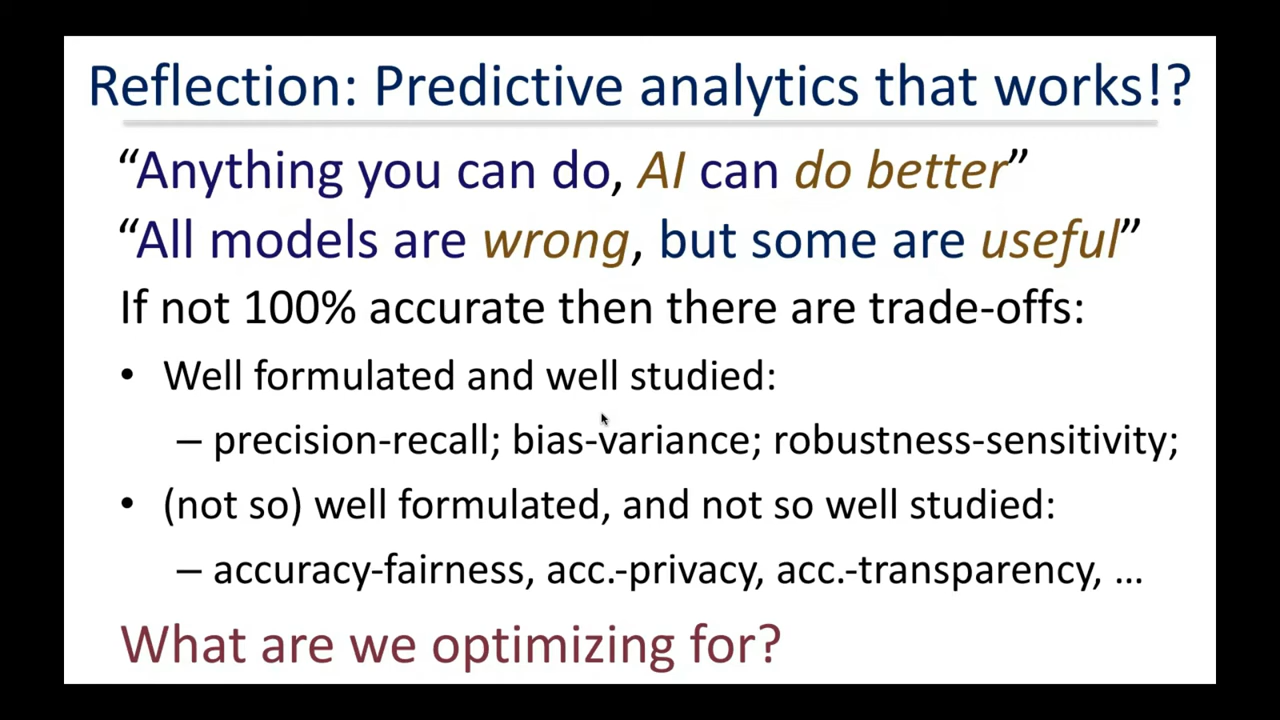 Reflection: Predictive analytics that works!?
“Anything you can do, AI can do better”
“All models are wrong, but some are useful”
If not 100% accurate then there are trade-offs:
• Well formulated and well studied:
– precision-recall; bias-variance; robustness-sensitivity;
• (not so) well formulated, and not so well studied:
– accuracy-fairness, acc.-privacy, acc.-transparency, ...
What are we optimizing for?